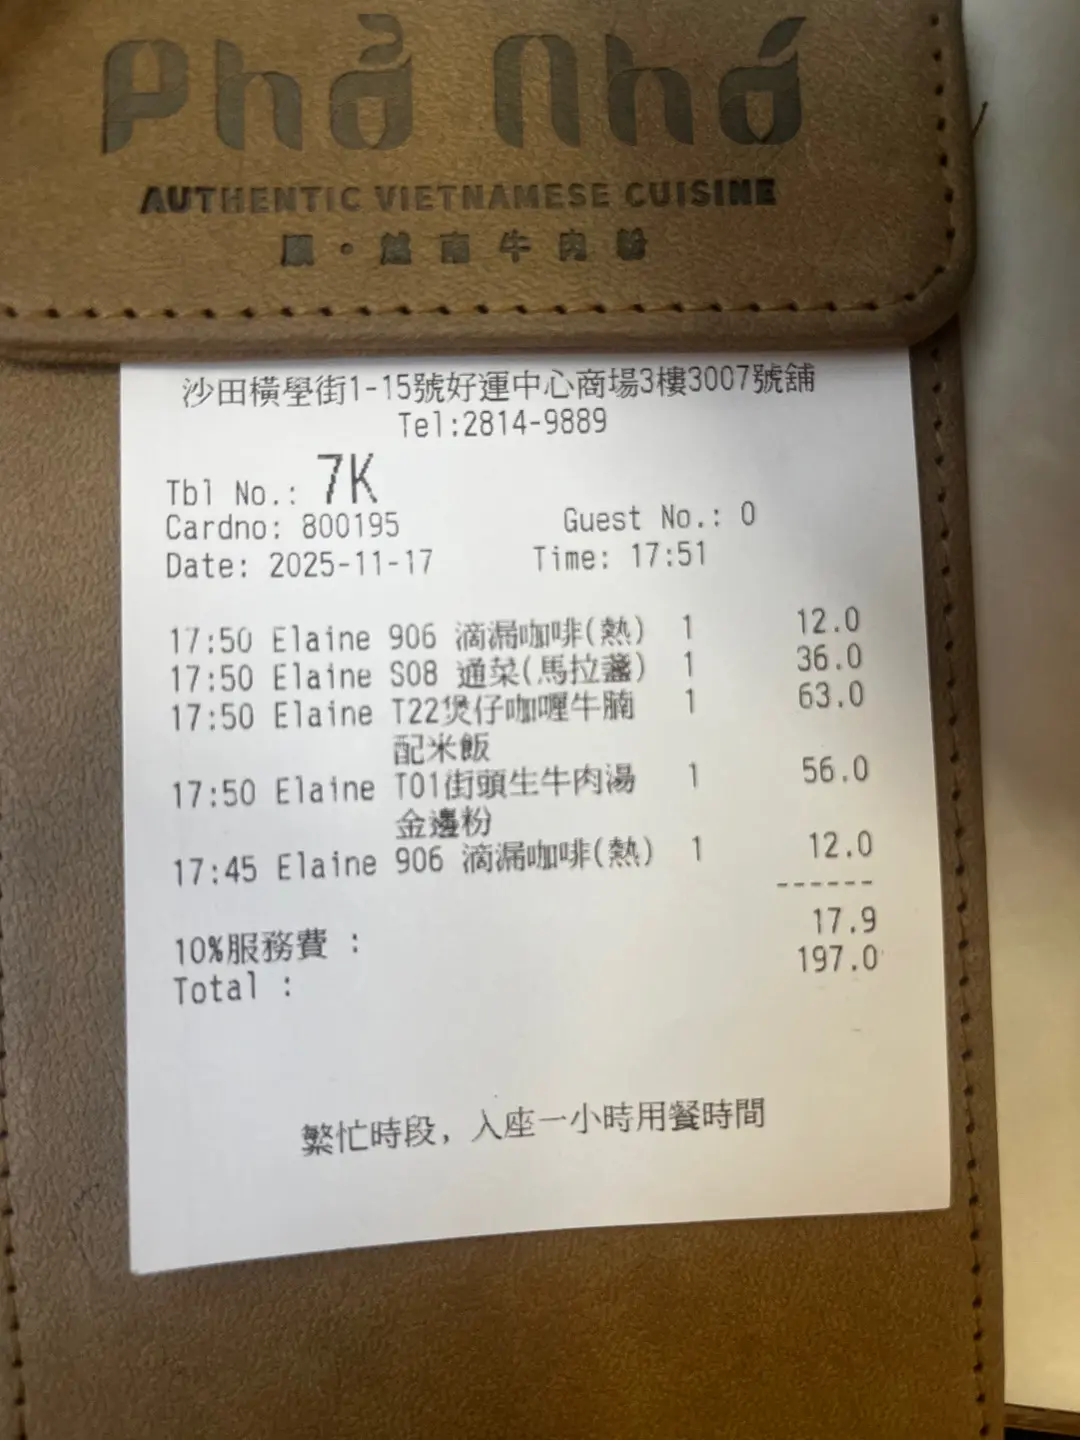 Phở Nhớ
AUTHENTIC VIETNAMESE CUISINE
願・越南牛肉粉
沙田橫壆街1-15號好運中心商場3樓3007號舖
Tel:2814-9889
Tbl No.: 7K
Cardno: 800195 Guest No.: 0
Date: 2025-11-17 Time: 17:51
17:50 Elaine 906 滴漏咖啡(熱) 1 12.0
17:50 Elaine S08 通菜(馬拉盞) 1 36.0
17:50 Elaine T22煲仔咖喱牛腩 1 63.0
配米飯
17:50 Elaine T01街頭生牛肉湯 1 56.0
金邊粉
17:45 Elaine 906 滴漏咖啡(熱) 1 12.0
------
10%服務費 : 17.9
Total : 197.0
繁忙時段, 入座一小時用餐時間